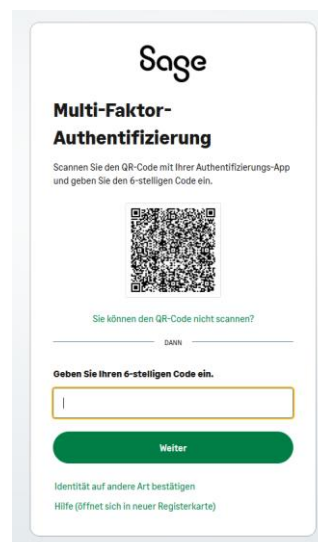 Sage
Multi-Faktor-
Authentifizierung
Scannen Sie den QR-Code mit Ihrer Authentifizierungs-App
und geben Sie den 6-stelligen Code ein.
Sie können den QR-Code nicht scannen?
DANN
Geben Sie Ihren 6-stelligen Code ein.
Weiter
Identität auf andere Art bestätigen
Hilfe (öffnet sich in neuer Registerkarte)